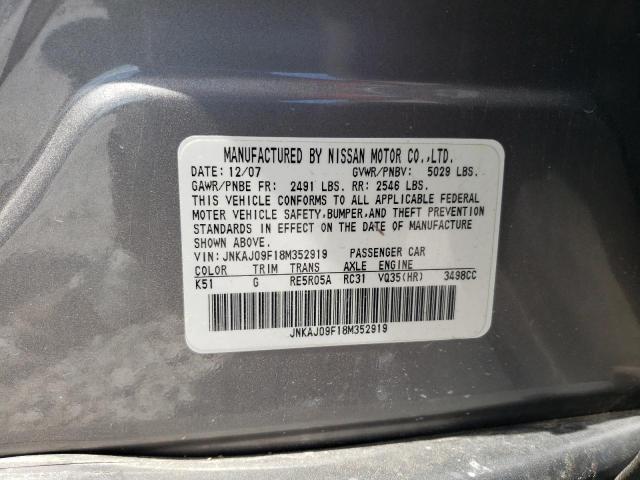 MANUFACTURED BY NISSAN MOTOR CO.,LTD.
DATE: 12/07 GVWR/PNBV: 5029 LBS.
GAWR/PNBE FR: 2491 LBS. RR: 2546 LBS.
THIS VEHICLE CONFORMS TO ALL APPLICABLE FEDERAL
MOTOR VEHICLE SAFETY,BUMPER,AND THEFT PREVENTION
STANDARDS IN EFFECT ON THE DATE OF MANUFACTURE
SHOWN ABOVE.
VIN: JNKAJ09F18M352919 PASSENGER CAR
COLOR TRIM TRANS AXLE ENGINE
K51 G RE5R05A RC31 VQ35(HR) 3498CC
JNKAJ09F18M352919